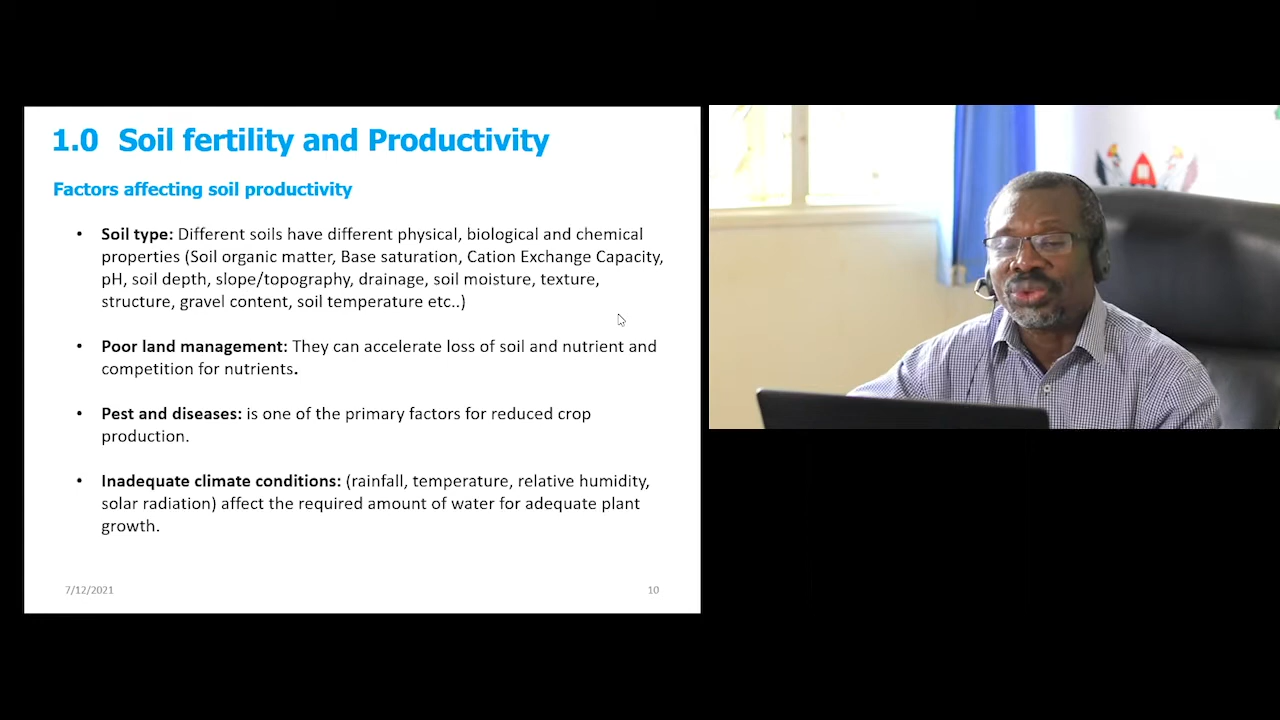 1.0 Soil fertility and Productivity
Factors affecting soil productivity
• Soil type: Different soils have different physical, biological and chemical
properties (Soil organic matter, Base saturation, Cation Exchange Capacity,
pH, soil depth, slope/topography, drainage, soil moisture, texture,
structure, gravel content, soil temperature etc..)
• Poor land management: They can accelerate loss of soil and nutrient and
competition for nutrients.
• Pest and diseases: is one of the primary factors for reduced crop
production.
• Inadequate climate conditions: (rainfall, temperature, relative humidity,
solar radiation) affect the required amount of water for adequate plant
growth.
7/12/2021
10